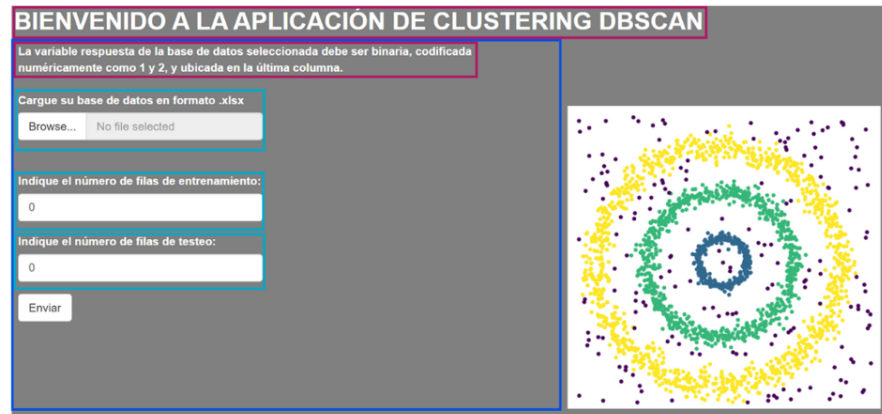 BIENVENIDO A LA APLICACIÓN DE CLUSTERING DBSCAN
La variable respuesta de la base de datos seleccionada debe ser binaria, codificada
numéricamente como 1 y 2, y ubicada en la última columna.
Cargue su base de datos en formato .xlsx
Browse... No file selected
Indique el número de filas de entrenamiento:
0
Indique el número de filas de testeo:
0
Enviar